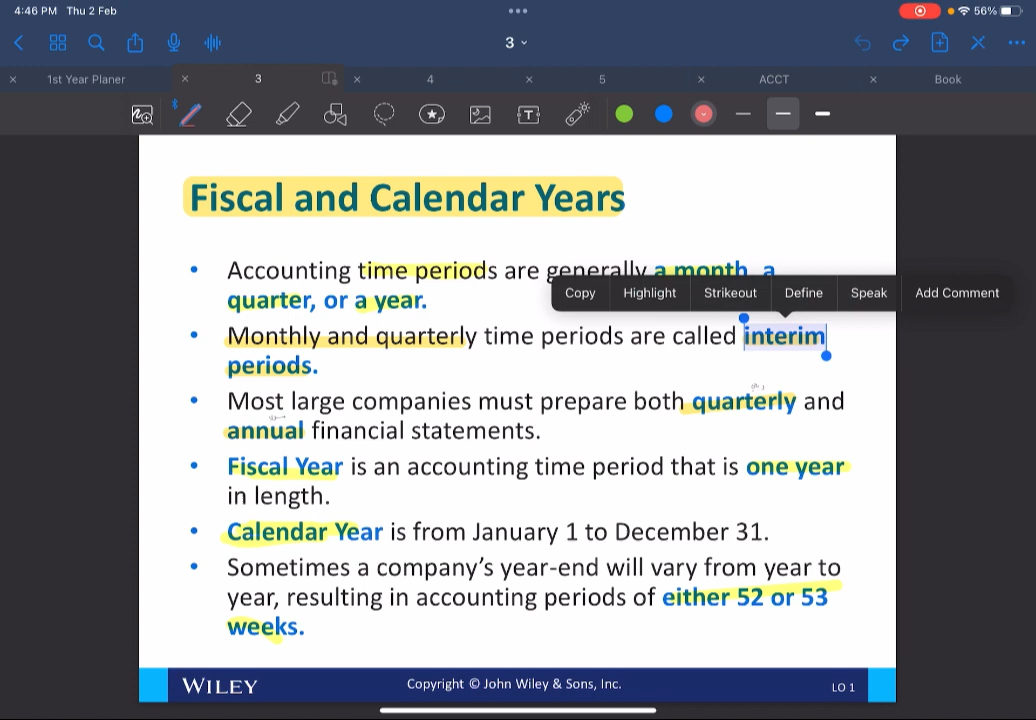 4:46 PM Thu 2 Feb
56%
3
1st Year Planer
3
4
5
ACCT
Book
Fiscal and Calendar Years
• Accounting time periods are generally a month, a
quarter, or a year.
Copy Highlight Strikeout Define Speak Add Comment
• Monthly and quarterly time periods are called interim
periods.
• Most large companies must prepare both quarterly and
annual financial statements.
• Fiscal Year is an accounting time period that is one year
in length.
• Calendar Year is from January 1 to December 31.
• Sometimes a company's year-end will vary from year to
year, resulting in accounting periods of either 52 or 53
weeks.
WILEY
Copyright © John Wiley & Sons, Inc.
LO 1